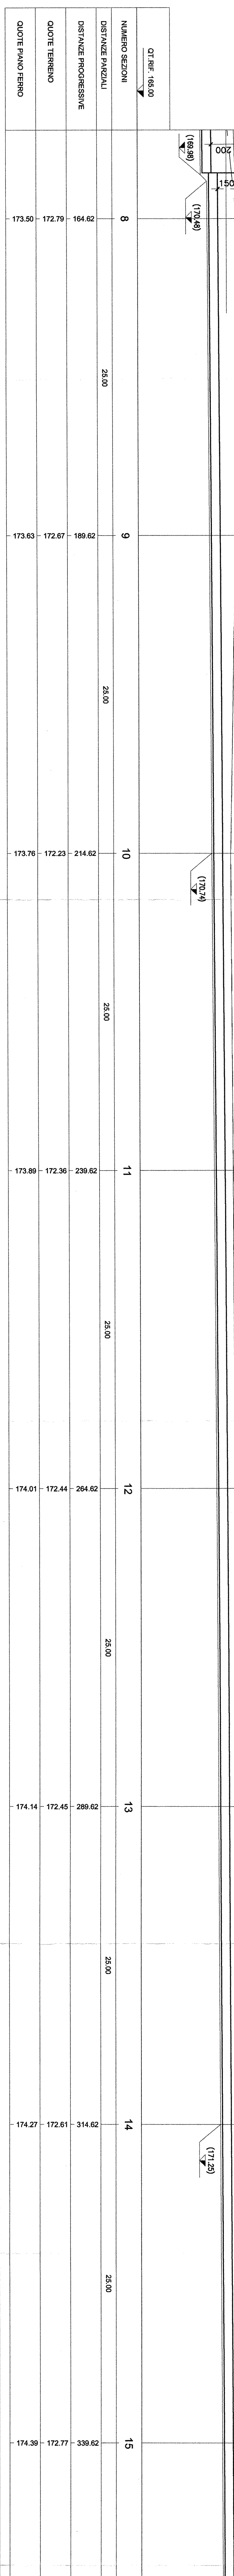 QT.RIF. 165.00
(169.98)
200
150
(170.48)
(170.74)
(171.25)
NUMERO SEZIONI 8 9 10 11 12 13 14 15
DISTANZE PARZIALI 25.00 25.00 25.00 25.00 25.00 25.00 25.00
DISTANZE PROGRESSIVE 164.62 189.62 214.62 239.62 264.62 289.62 314.62 339.62
QUOTE TERRENO 172.79 172.67 172.23 172.36 172.44 172.45 172.61 172.77
QUOTE PIANO FERRO 173.50 173.63 173.76 173.89 174.01 174.14 174.27 174.39